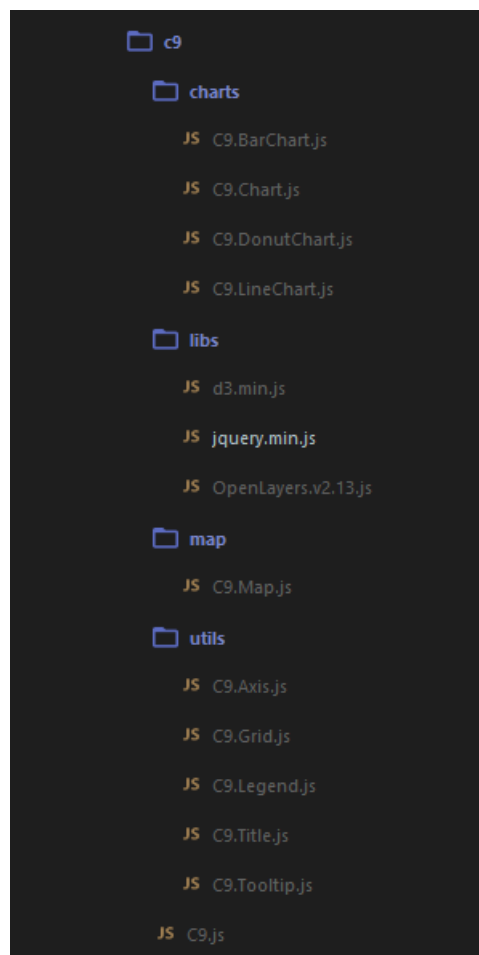 c9
charts
JS C9.BarChart.js
JS C9.Chart.js
JS C9.DonutChart.js
JS C9.LineChart.js
libs
JS d3.min.js
JS jquery.min.js
JS OpenLayers.v2.13.js
map
JS C9.Map.js
utils
JS C9.Axis.js
JS C9.Grid.js
JS C9.Legend.js
JS C9.Title.js
JS C9.Tooltip.js
JS C9.js